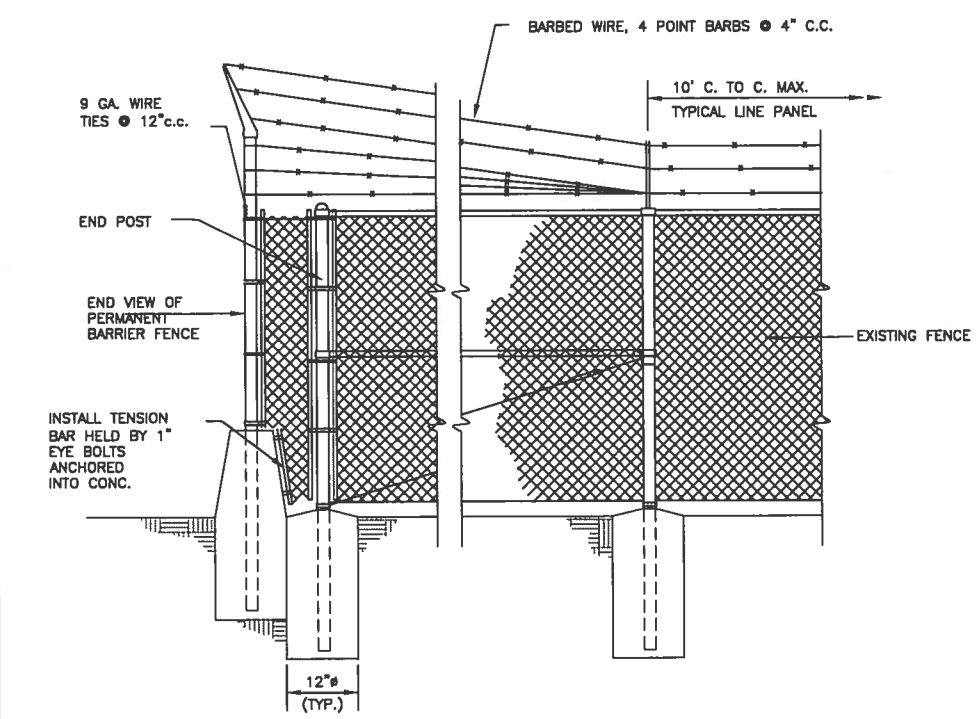 BARBED WIRE, 4 POINT BARBS @ 4" C.C.
10' C. TO C. MAX.
TYPICAL LINE PANEL
9 GA. WIRE
TIES @ 12"c.c.
END POST
END VIEW OF
PERMANENT
BARRIER FENCE
EXISTING FENCE
INSTALL TENSION
BAR HELD BY 1"
EYE BOLTS
ANCHORED
INTO CONC.
12"ø
(TYP.)